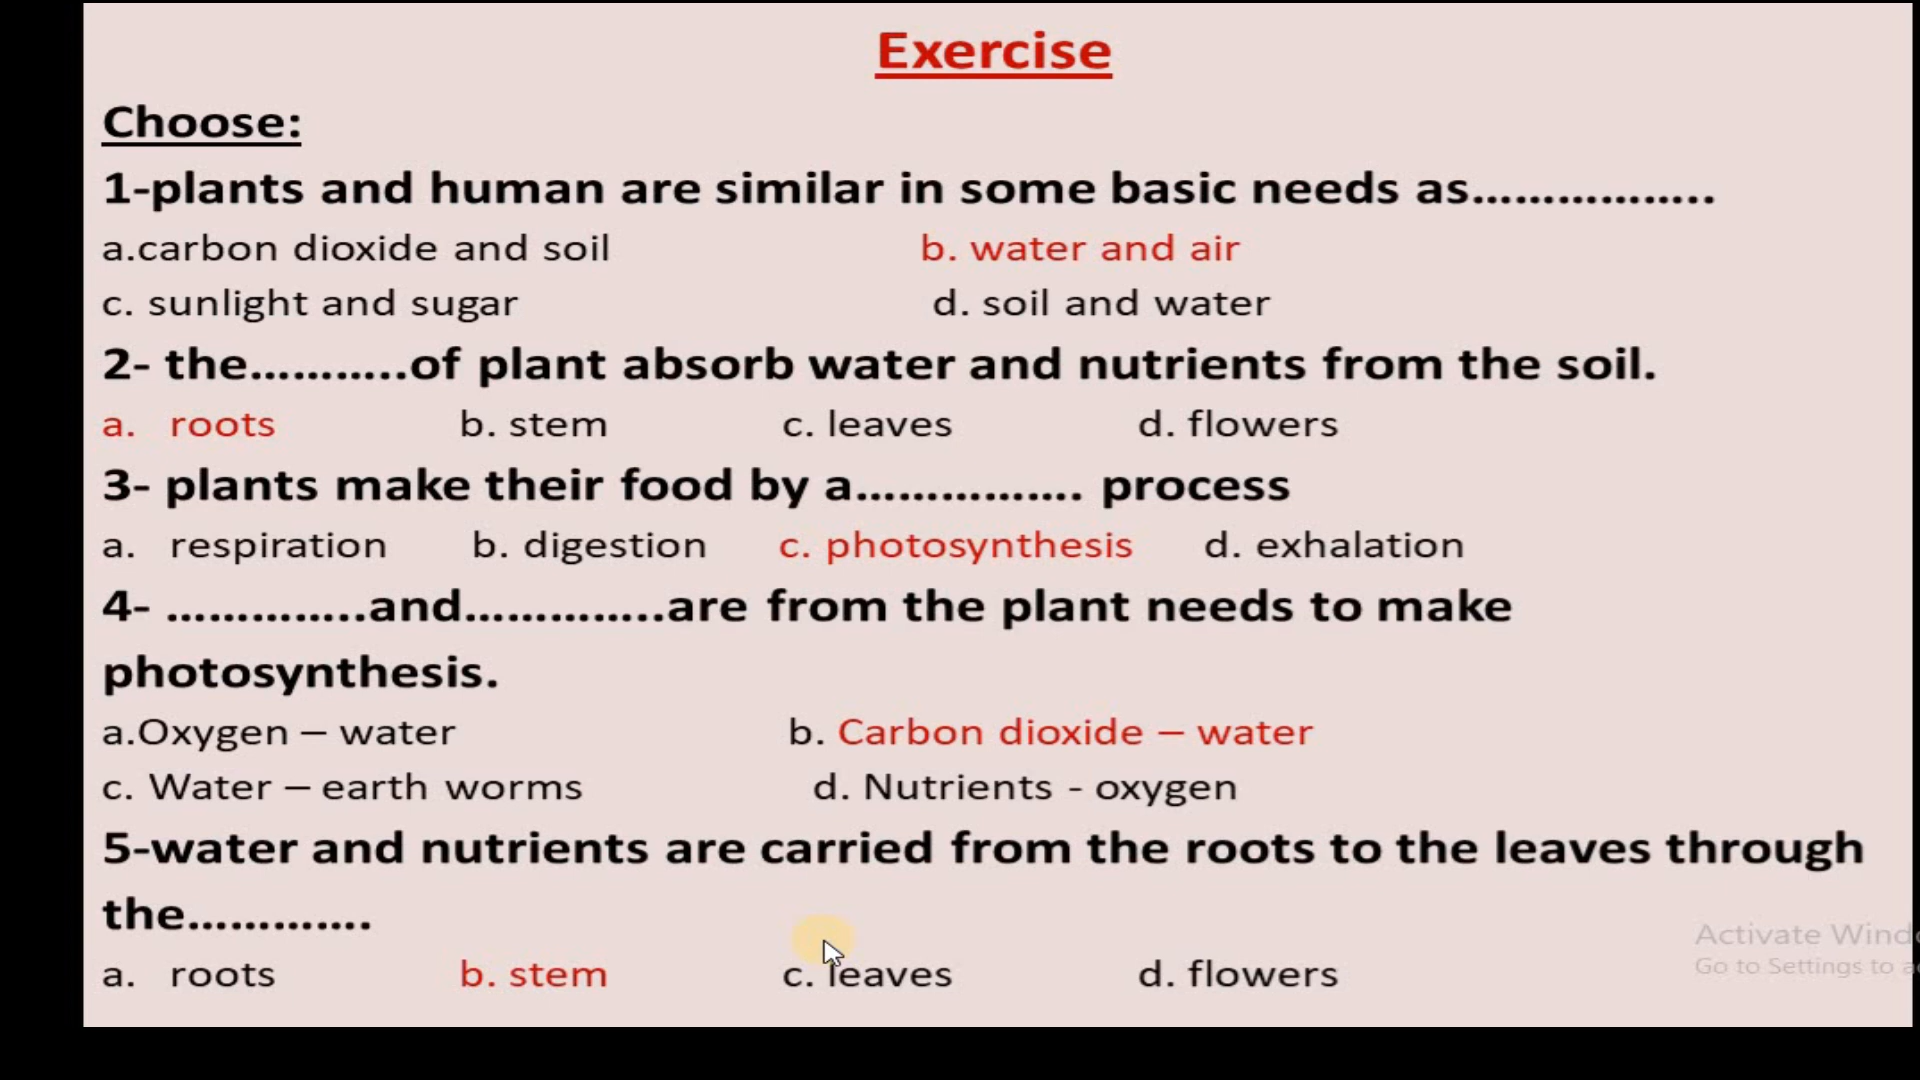 Exercise
Choose:
1-plants and human are similar in some basic needs as……………..
a.carbon dioxide and soil b. water and air
c. sunlight and sugar d. soil and water
2- the………..of plant absorb water and nutrients from the soil.
a. roots b. stem c. leaves d. flowers
3- plants make their food by a……………. process
a. respiration b. digestion c. photosynthesis d. exhalation
4- …………..and…………..are from the plant needs to make
photosynthesis.
a.Oxygen – water b. Carbon dioxide – water
c. Water – earth worms d. Nutrients - oxygen
5-water and nutrients are carried from the roots to the leaves through
the………….
a. roots b. stem c. leaves d. flowers
Activate Wind
Go to Settings to a